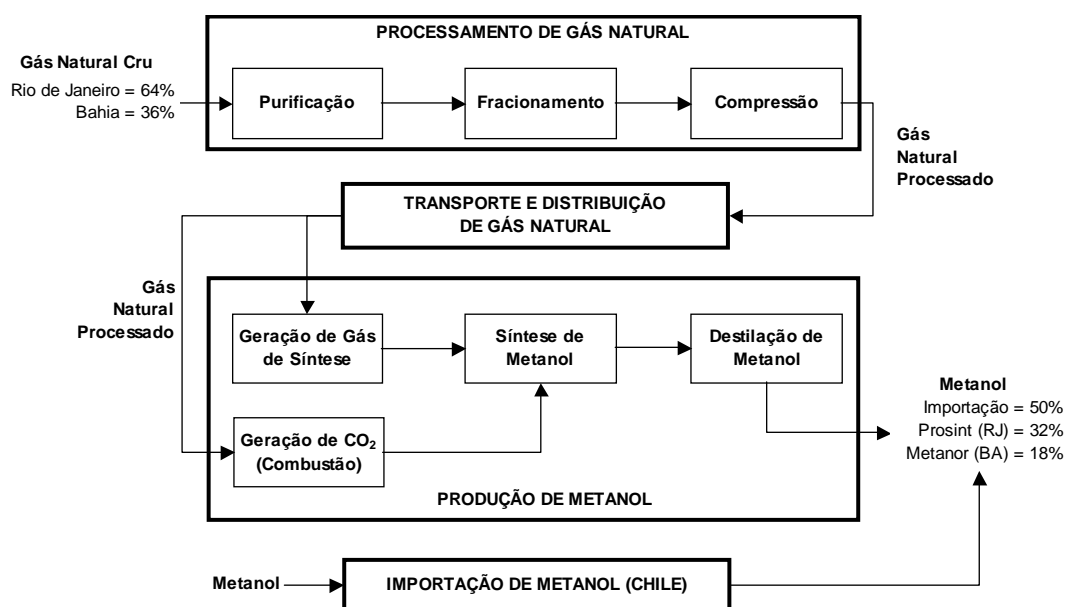 PROCESSAMENTO DE GÁS NATURAL
Gás Natural Cru
Rio de Janeiro = 64%
Bahia = 36%
Purificação
Fracionamento
Compressão
Gás
Natural
Processado
TRANSPORTE E DISTRIBUIÇÃO
DE GÁS NATURAL
Gás
Natural
Processado
Geração de Gás
de Síntese
Síntese de
Metanol
Destilação de
Metanol
Geração de CO₂
(Combustão)
PRODUÇÃO DE METANOL
Metanol
Importação = 50%
Prosint (RJ) = 32%
Metanor (BA) = 18%
Metanol
IMPORTAÇÃO DE METANOL (CHILE)